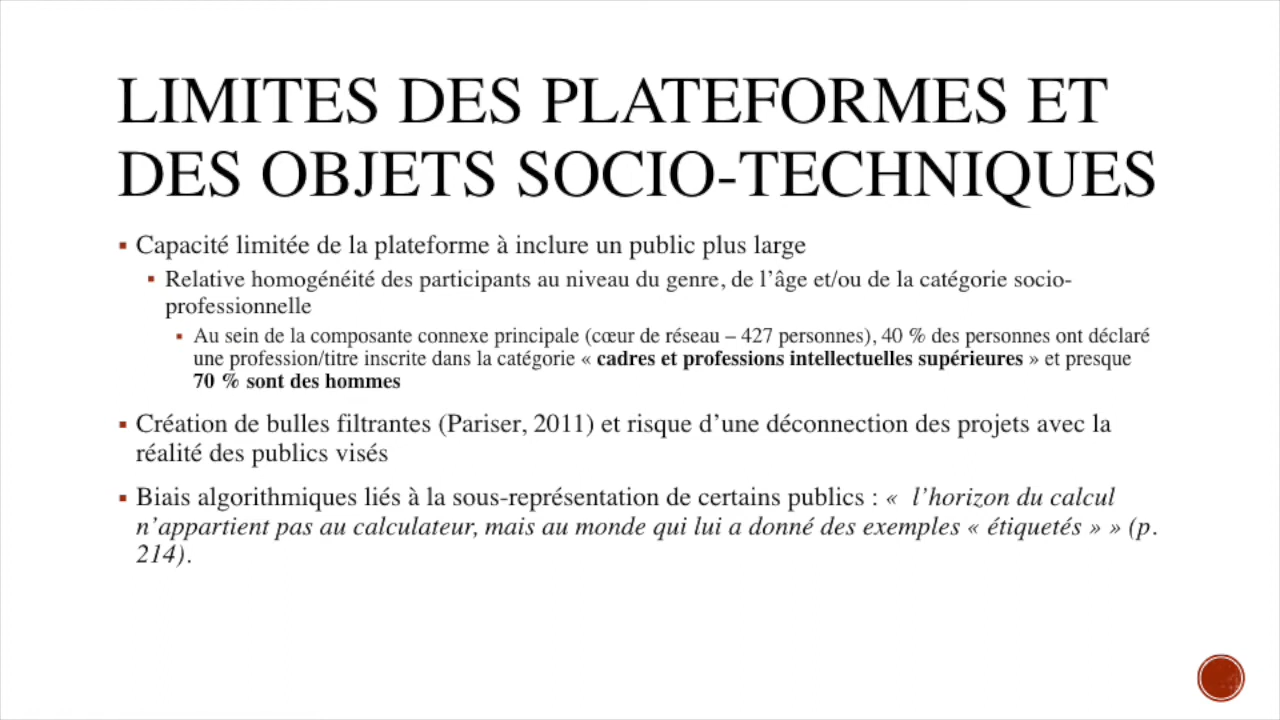 LIMITES DES PLATEFORMES ET
DES OBJETS SOCIO-TECHNIQUES
▪ Capacité limitée de la plateforme à inclure un public plus large
▪ Relative homogénéité des participants au niveau du genre, de l’âge et/ou de la catégorie socio-
professionnelle
▪ Au sein de la composante connexe principale (cœur de réseau – 427 personnes), 40 % des personnes ont déclaré
une profession/titre inscrite dans la catégorie « cadres et professions intellectuelles supérieures » et presque
70 % sont des hommes
▪ Création de bulles filtrantes (Pariser, 2011) et risque d’une déconnection des projets avec la
réalité des publics visés
▪ Biais algorithmiques liés à la sous-représentation de certains publics : «  l’horizon du calcul
n’appartient pas au calculateur, mais au monde qui lui a donné des exemples « étiquetés » » (p.
214).